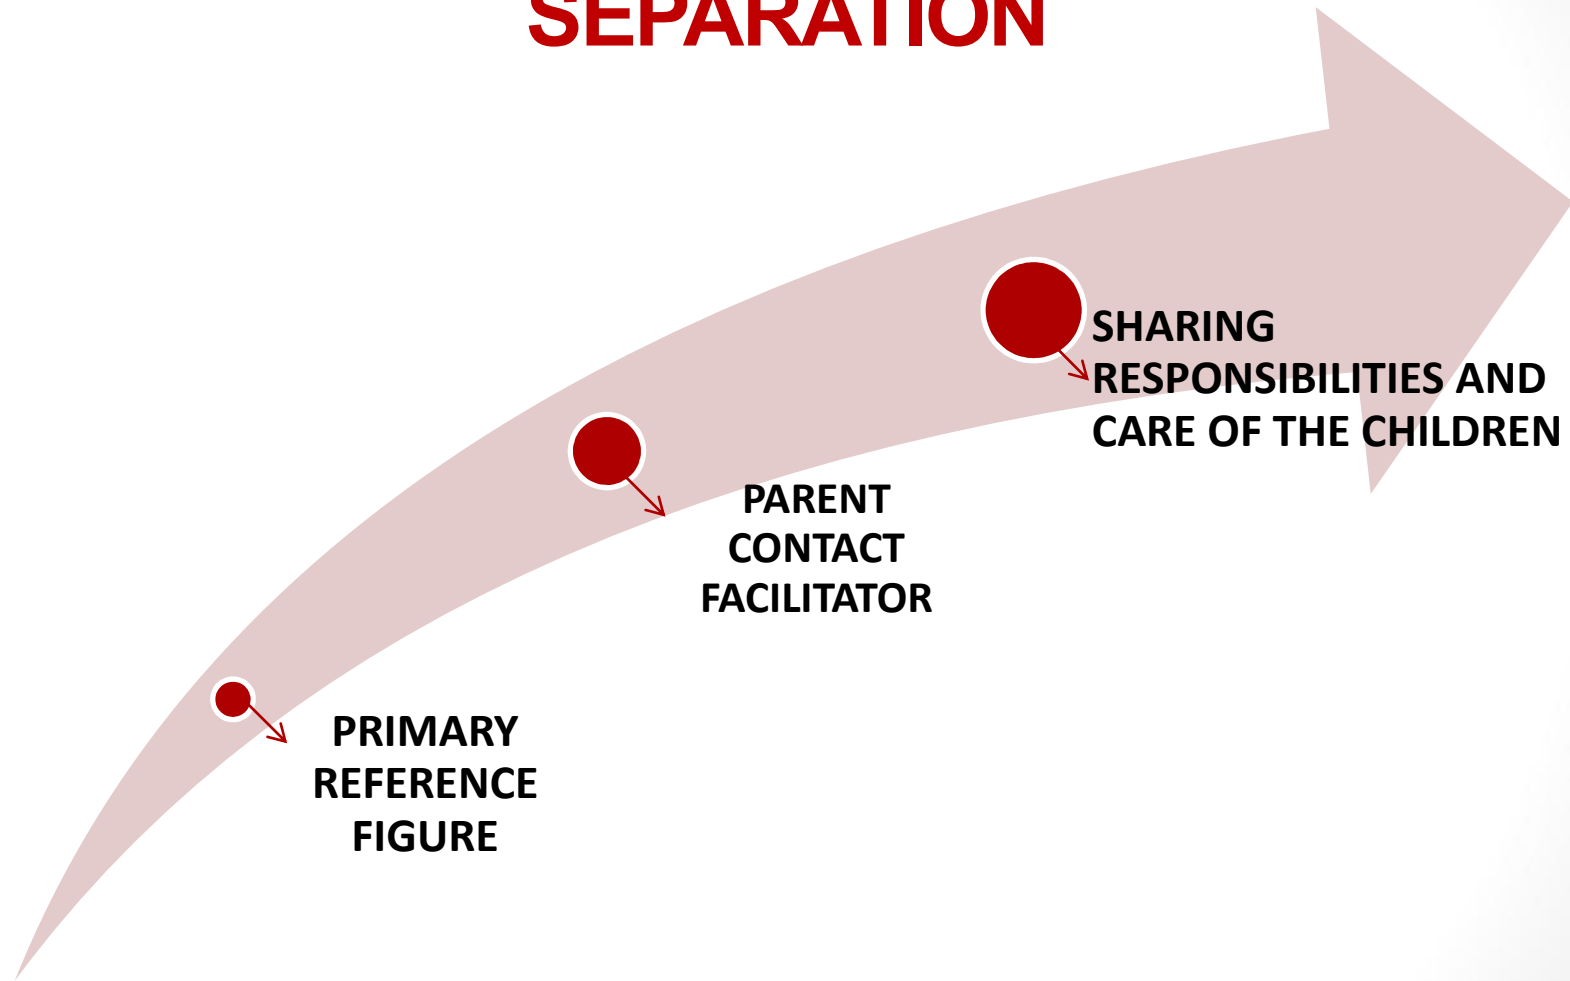 SEPARATION
SHARING
RESPONSIBILITIES AND
CARE OF THE CHILDREN
PARENT
CONTACT
FACILITATOR
PRIMARY
REFERENCE
FIGURE